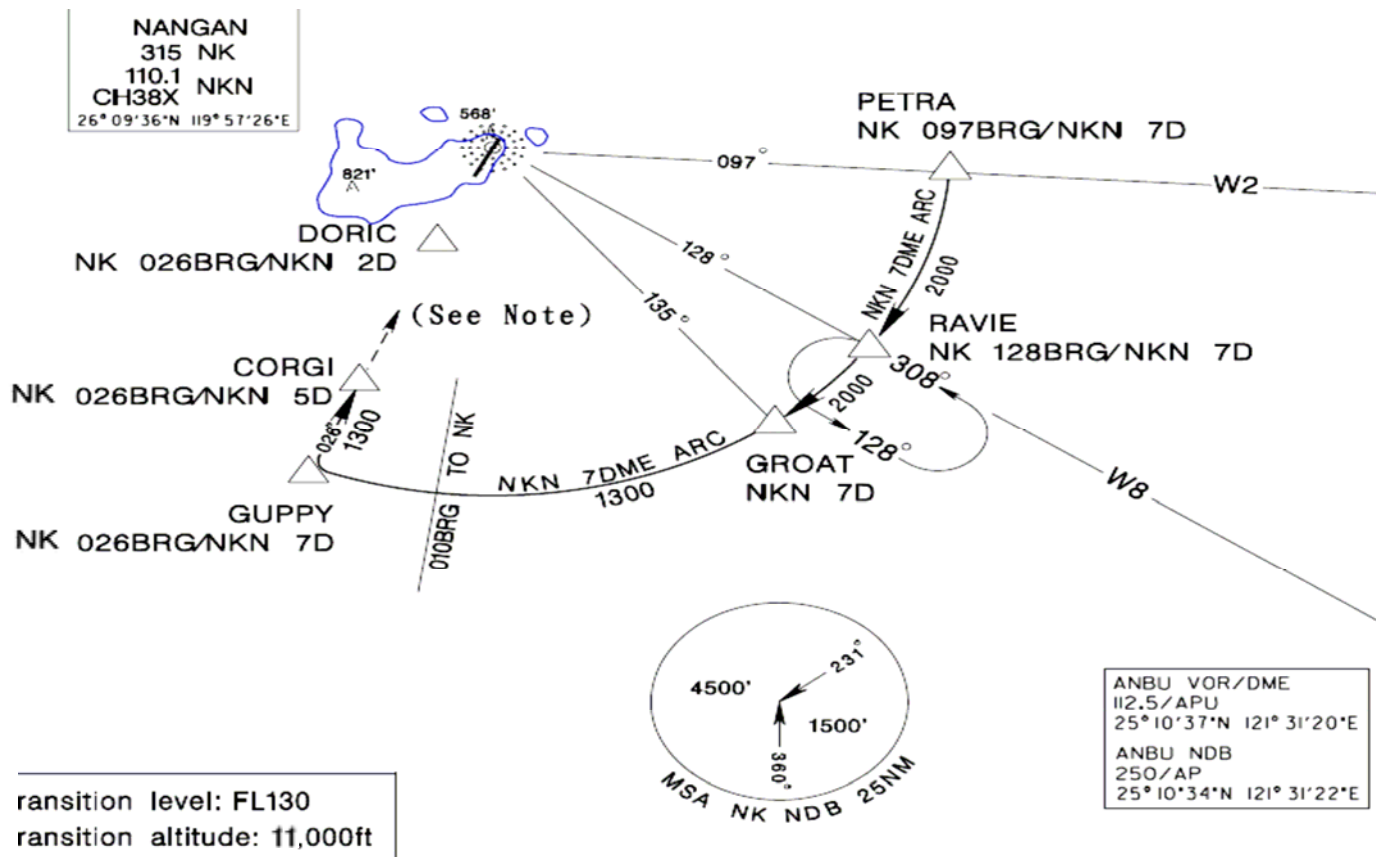 NANGAN
315 NK
110.1
CH38X NKN
26°09'36"N 119°57'26"E
568'
821'
PETRA
NK 097BRG/NKN 7D
097°
W2
NKN 7DME ARC
2000
DORIC
NK 026BRG/NKN 2D
128°
135°
(See Note)
RAVIE
NK 128BRG/NKN 7D
308°
2000
128°
W8
CORGI
NK 026BRG/NKN 5D
026°
1300
010BRG TO NK
NKN 7DME ARC
1300
GROAT
NKN 7D
GUPPY
NK 026BRG/NKN 7D
4500'
231°
1500'
360°
MSA NK NDB 25NM
ANBU VOR/DME
112.5/APU
25°10'37"N 121°31'20"E
ANBU NDB
250/AP
25°10'34"N 121°31'22"E
ransition level: FL130
ransition altitude: 11,000ft